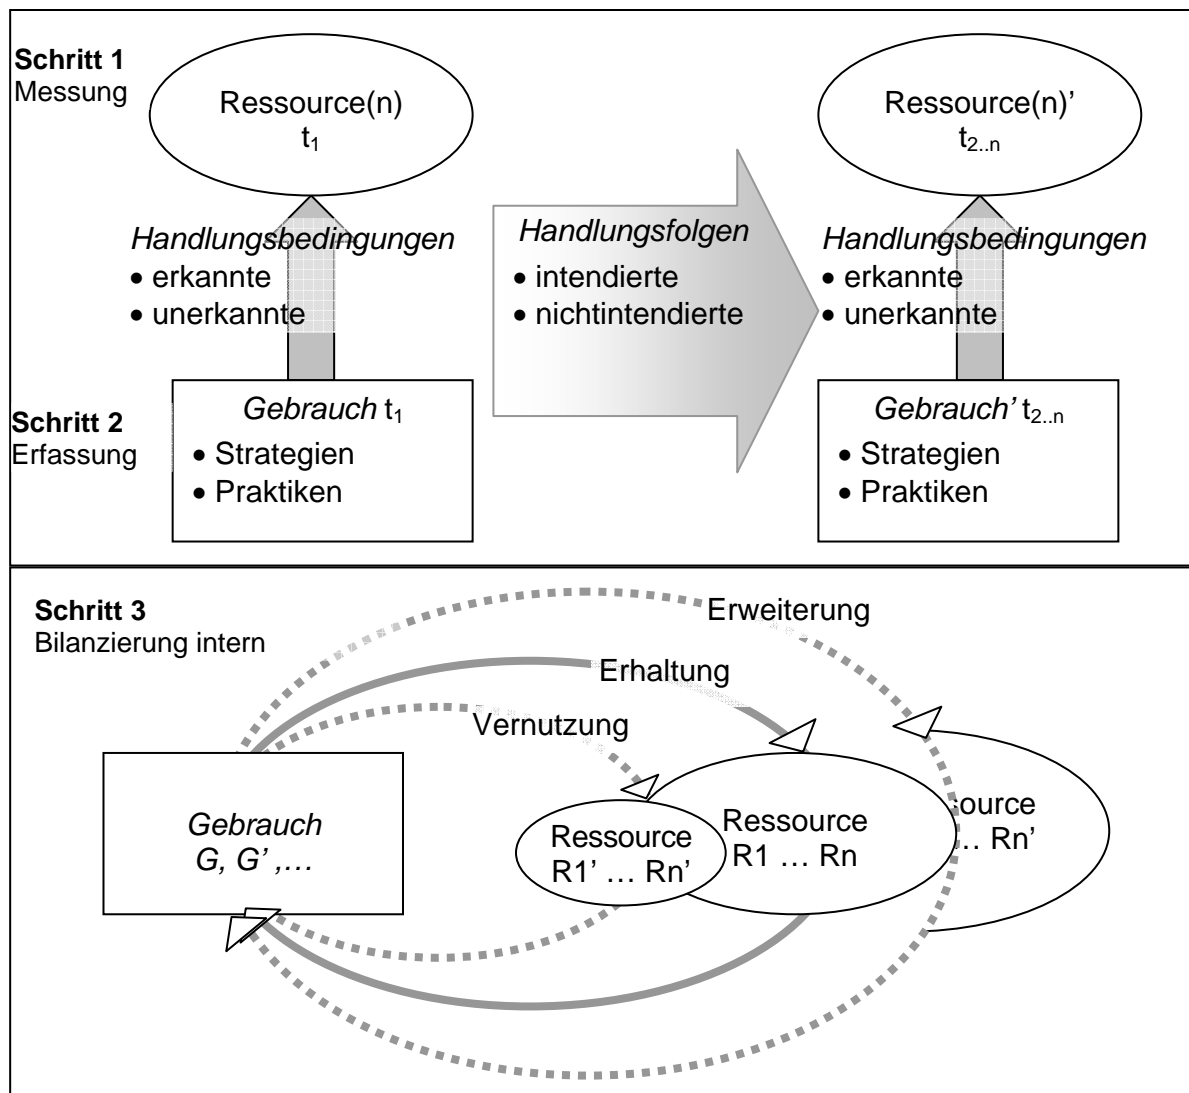 Schritt 1
Messung
Ressource(n)
t1
Ressource(n)’
t2..n
Handlungsbedingungen
• erkannte
• unerkannte
Handlungsfolgen
• intendierte
• nichtintendierte
Handlungsbedingungen
• erkannte
• unerkannte
Schritt 2
Erfassung
Gebrauch t1
• Strategien
• Praktiken
Gebrauch’ t2..n
• Strategien
• Praktiken
Schritt 3
Bilanzierung intern
Erweiterung
Erhaltung
Vernutzung
Gebrauch
G, G’ ,…
Ressource
R1’ … Rn’
Ressource
R1 … Rn
source
… Rn’